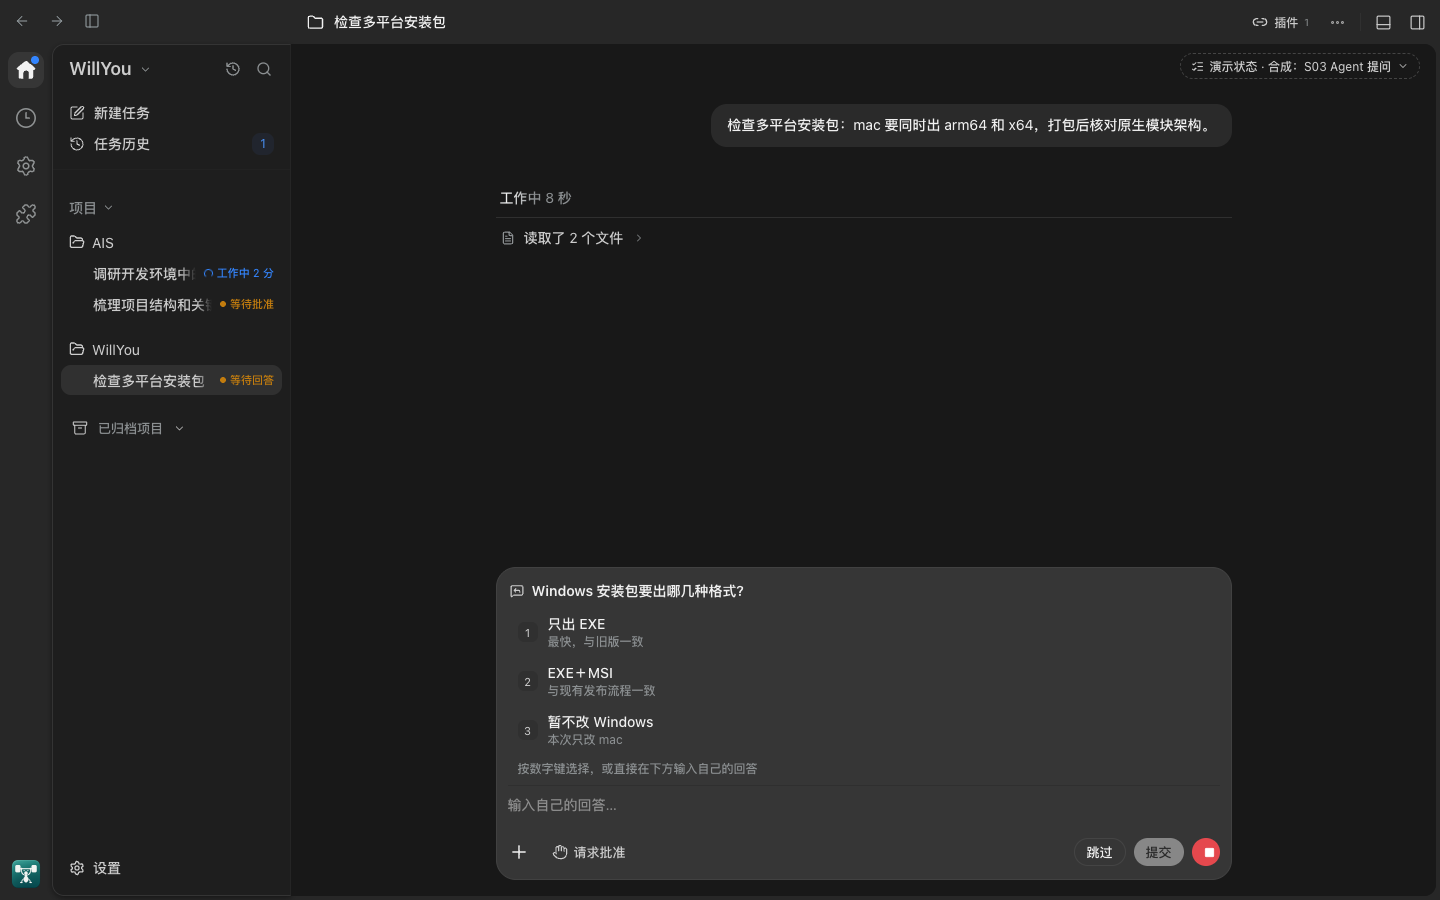 检查多平台安装包
插件 1
WillYou
新建任务
任务历史 1
项目
AIS
调研开发环境中 工作中 2 分
梳理项目结构和关 等待批准
WillYou
检查多平台安装包 等待回答
已归档项目
设置
演示状态 · 合成：S03 Agent 提问
检查多平台安装包：mac 要同时出 arm64 和 x64，打包后核对原生模块架构。
工作中 8 秒
读取了 2 个文件
Windows 安装包要出哪几种格式？
1 只出 EXE
最快，与旧版一致
2 EXE＋MSI
与现有发布流程一致
3 暂不改 Windows
本次只改 mac
按数字键选择，或直接在下方输入自己的回答
输入自己的回答...
请求批准 跳过 提交